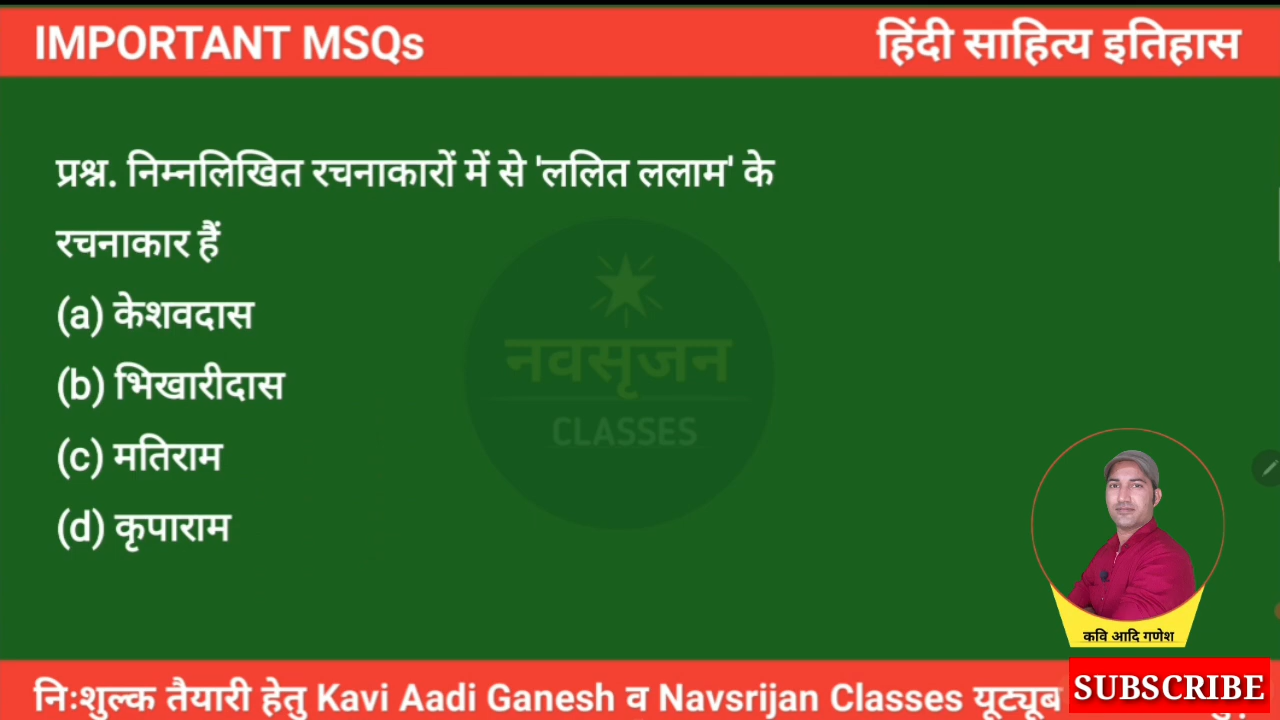 IMPORTANT MSQs
हिंदी साहित्य इतिहास
प्रश्न. निम्नलिखित रचनाकारों में से 'ललित ललाम' के
रचनाकार हैं
(a) केशवदास
(b) भिखारीदास
(c) मतिराम
(d) कृपाराम
नवसृजन
CLASSES
कवि आदि गणेश
निःशुल्क तैयारी हेतु Kavi Aadi Ganesh व Navsrijan Classes यूट्यूब
SUBSCRIBE